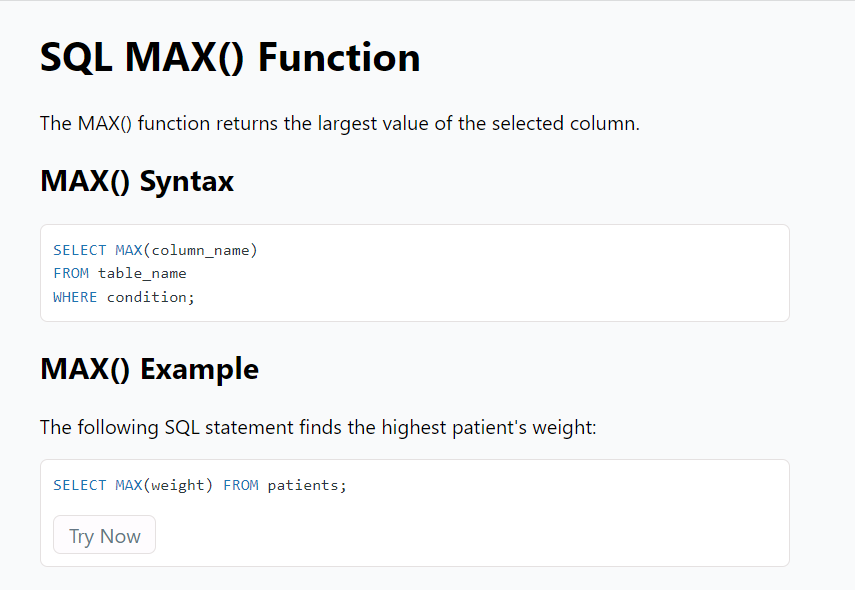 SQL MAX() Function
The MAX() function returns the largest value of the selected column.
MAX() Syntax
SELECT MAX(column_name)
FROM table_name
WHERE condition;
MAX() Example
The following SQL statement finds the highest patient's weight:
SELECT MAX(weight) FROM patients;
Try Now